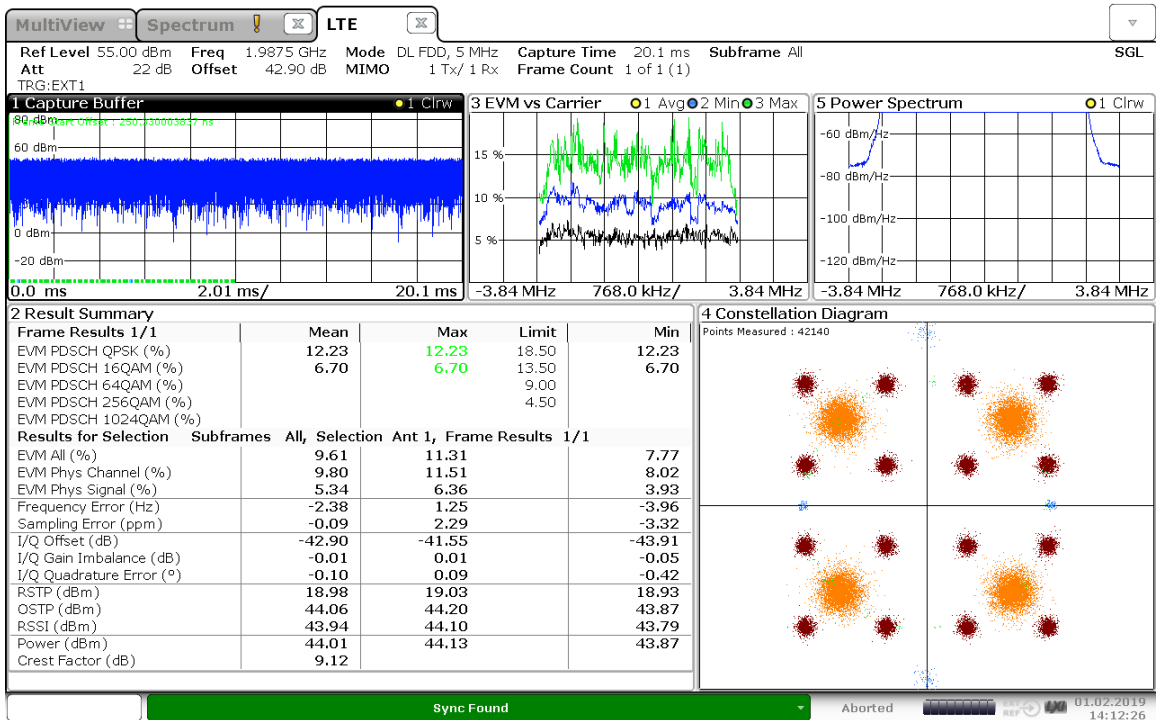 MultiView Spectrum LTE
Ref Level 55.00 dBm Freq 1.9875 GHz Mode DL FDD, 5 MHz Capture Time 20.1 ms Subframe All SGL
Att 22 dB Offset 42.90 dB MIMO 1 Tx/ 1 Rx Frame Count 1 of 1 (1)
TRG:EXT1
1 Capture Buffer 1 Clrw
80 dBm
Frame Start Offset : 250.330003837 ns
60 dBm
0 dBm
-20 dBm
0.0 ms 2.01 ms/ 20.1 ms
3 EVM vs Carrier 1 Avg 2 Min 3 Max
15 %
10 %
5 %
-3.84 MHz 768.0 kHz/ 3.84 MHz
5 Power Spectrum 1 Clrw
-60 dBm/Hz
-80 dBm/Hz
-100 dBm/Hz
-120 dBm/Hz
-3.84 MHz 768.0 kHz/ 3.84 MHz
2 Result Summary
Frame Results 1/1 Mean Max Limit Min
EVM PDSCH QPSK (%) 12.23 12.23 18.50 12.23
EVM PDSCH 16QAM (%) 6.70 6.70 13.50 6.70
EVM PDSCH 64QAM (%) 9.00
EVM PDSCH 256QAM (%) 4.50
EVM PDSCH 1024QAM (%)
Results for Selection Subframes All, Selection Ant 1, Frame Results 1/1
EVM All (%) 9.61 11.31 7.77
EVM Phys Channel (%) 9.80 11.51 8.02
EVM Phys Signal (%) 5.34 6.36 3.93
Frequency Error (Hz) -2.38 1.25 -3.96
Sampling Error (ppm) -0.09 2.29 -3.32
I/Q Offset (dB) -42.90 -41.55 -43.91
I/Q Gain Imbalance (dB) -0.01 0.01 -0.05
I/Q Quadrature Error (º) -0.10 0.09 -0.42
RSTP (dBm) 18.98 19.03 18.93
OSTP (dBm) 44.06 44.20 43.87
RSSI (dBm) 43.94 44.10 43.79
Power (dBm) 44.01 44.13 43.87
Crest Factor (dB) 9.12
4 Constellation Diagram
Points Measured : 42140
Sync Found Aborted EXT REF LXI 01.02.2019
14:12:26